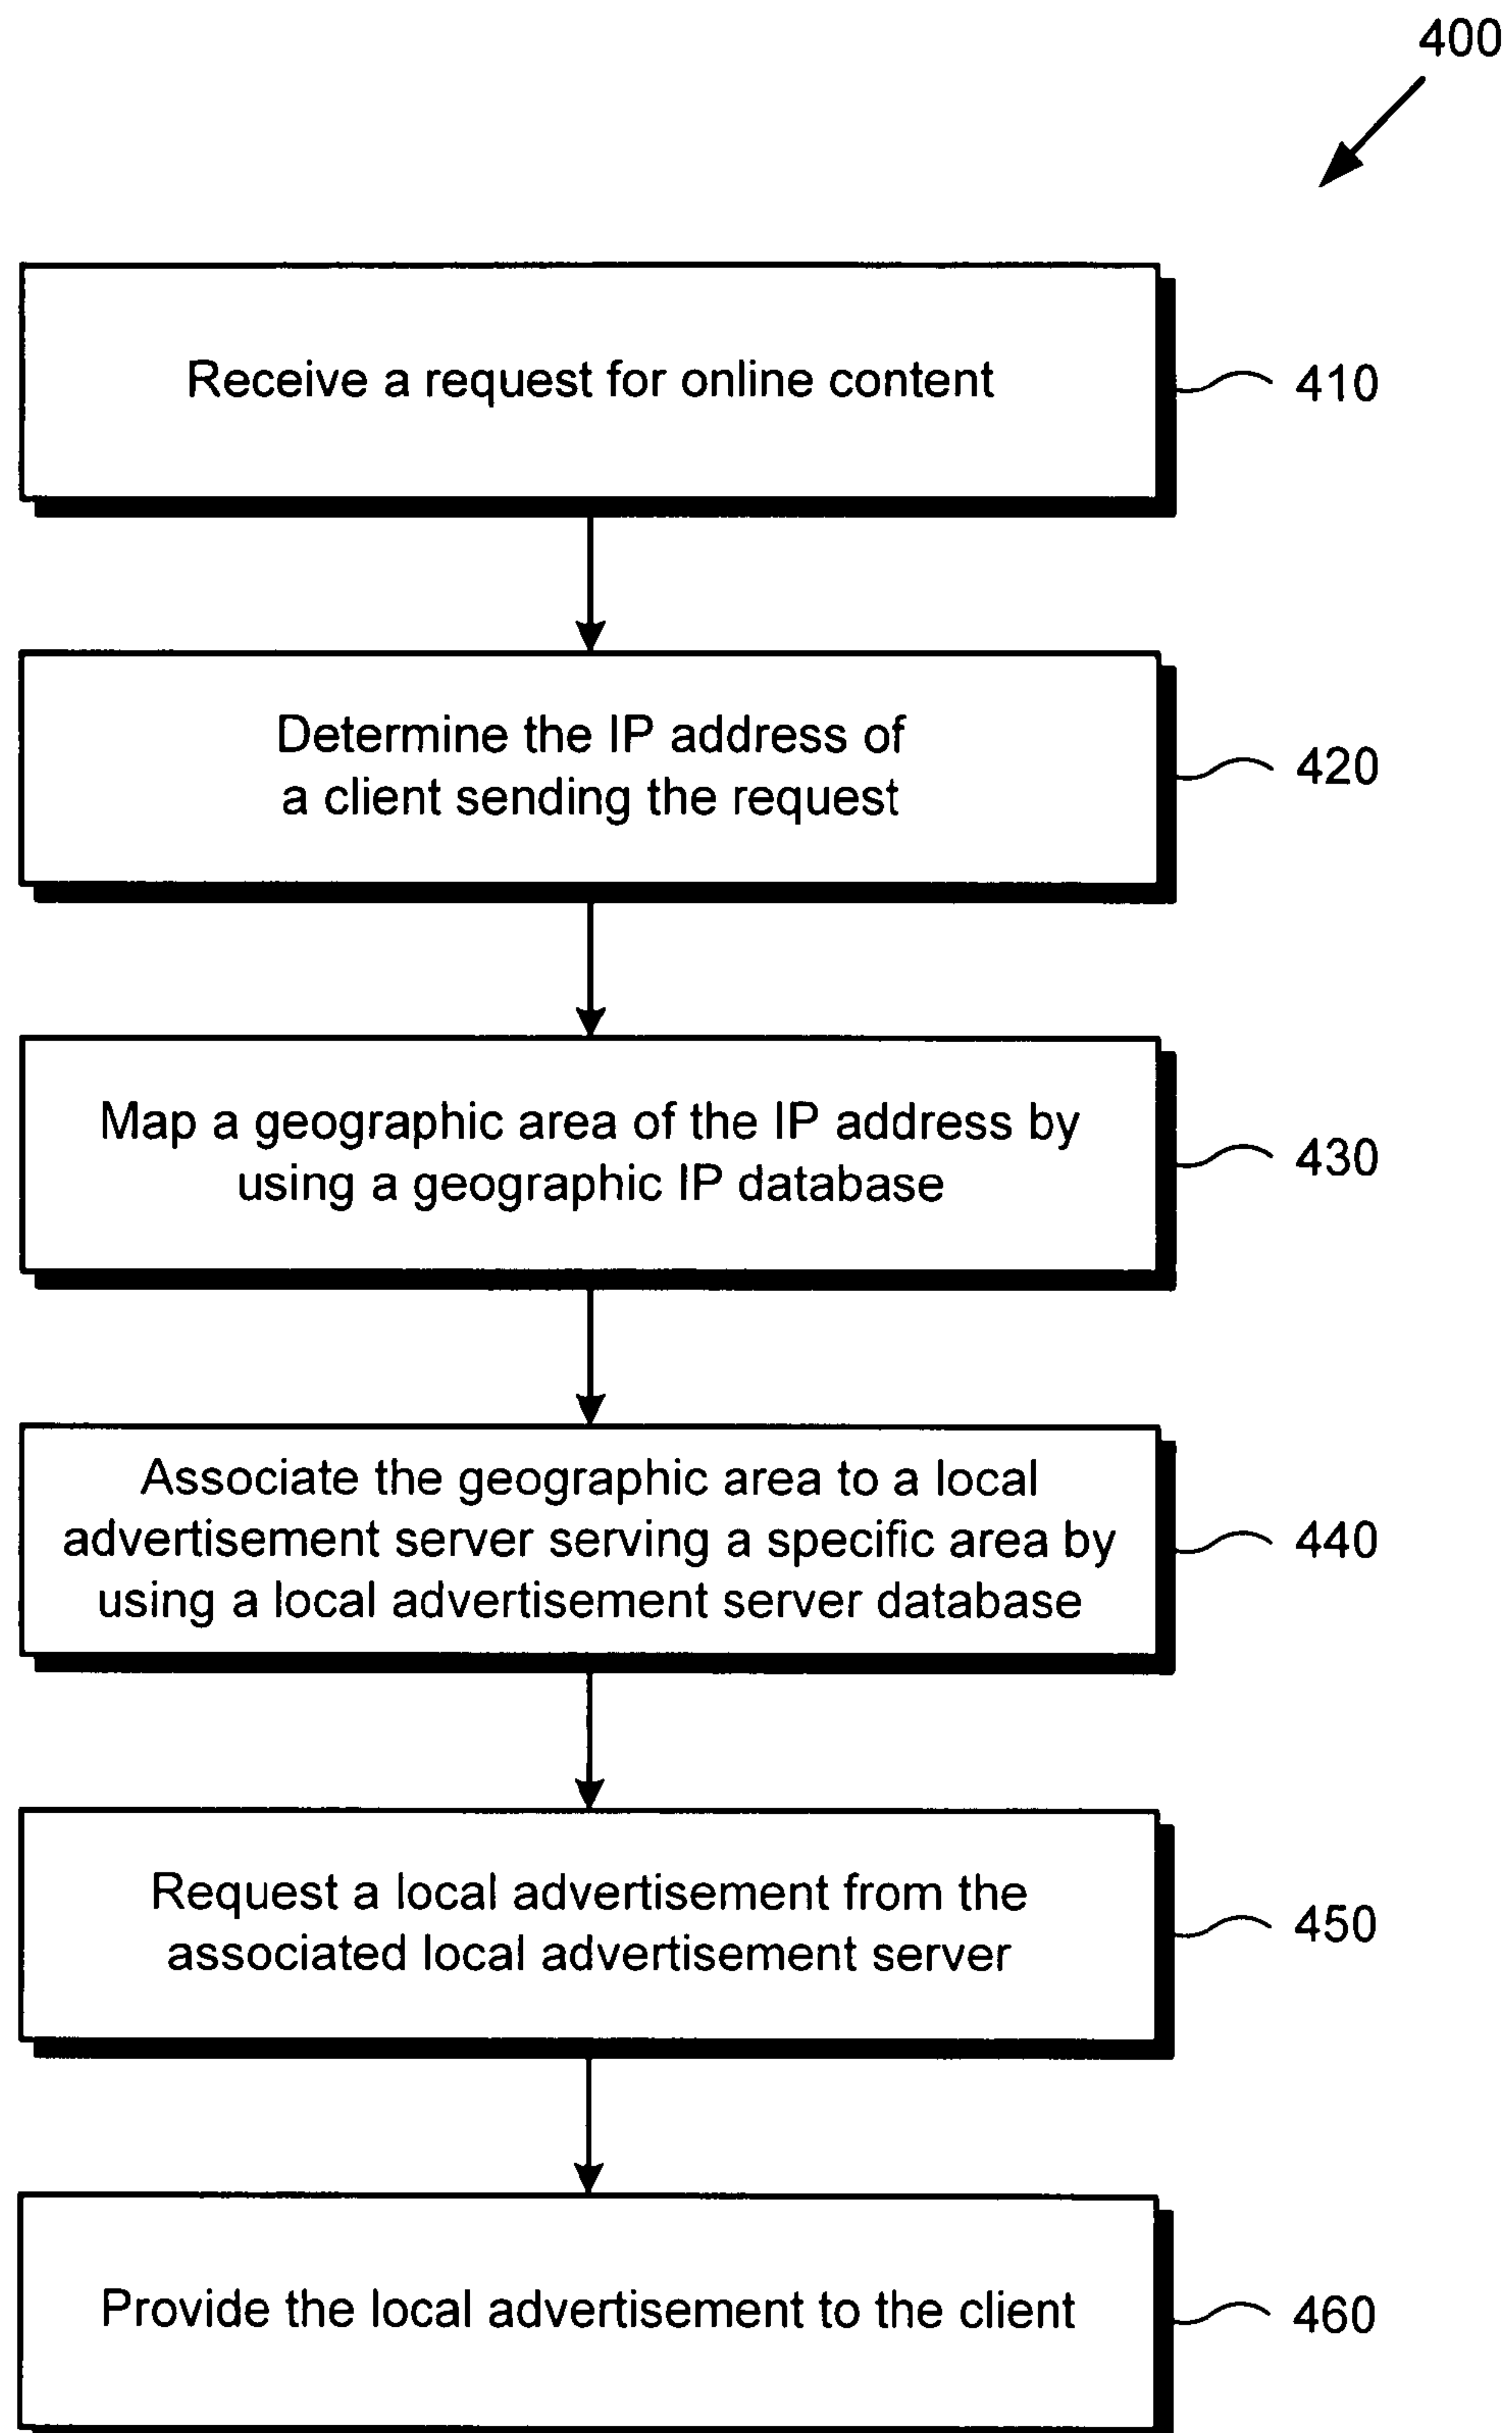 400
Receive a request for online content
410
Determine the IP address of
a client sending the request
420
Map a geographic area of the IP address by
using a geographic IP database
430
Associate the geographic area to a local
advertisement server serving a specific area by
using a local advertisement server database
440
Request a local advertisement from the
associated local advertisement server
450
Provide the local advertisement to the client
460